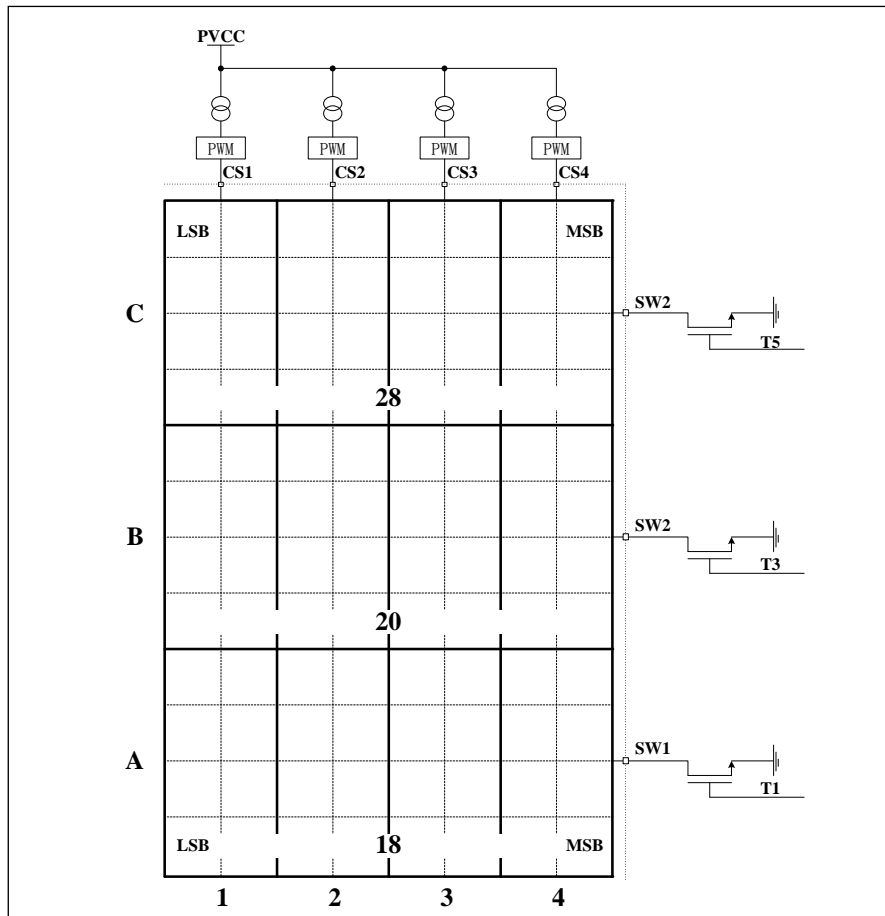 PVCC
PWM PWM PWM PWM
CS1 CS2 CS3 CS4
LSB MSB
SW2
C
T5
28
SW2
B
T3
20
SW1
A
T1
LSB 18 MSB
1 2 3 4